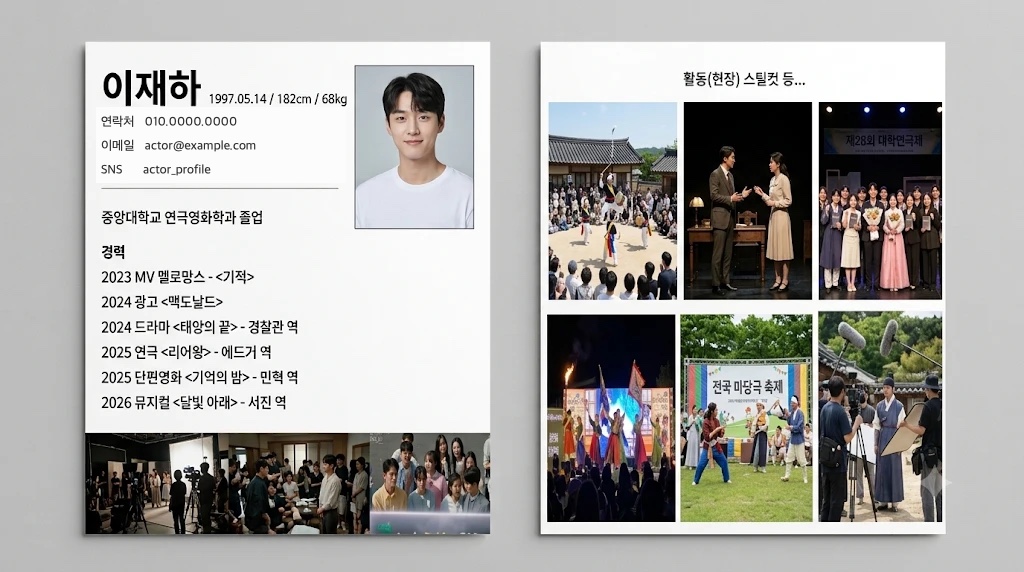 이재하 1997.05.14 / 182cm / 68kg
연락처 010.0000.0000
이메일 actor@example.com
SNS actor_profile
중앙대학교 연극영화학과 졸업
경력
2023 MV 멜로망스 - <기적>
2024 광고 <맥도날드>
2024 드라마 <태앙의 끝> - 경찰관 역
2025 연극 <리어왕> - 에드거 역
2025 단편영화 <기억의 밤> - 민혁 역
2026 뮤지컬 <달빛 아래> - 서진 역
활동(현장) 스틸컷 등...
제28회 대학연극제
전국 마당극 축제